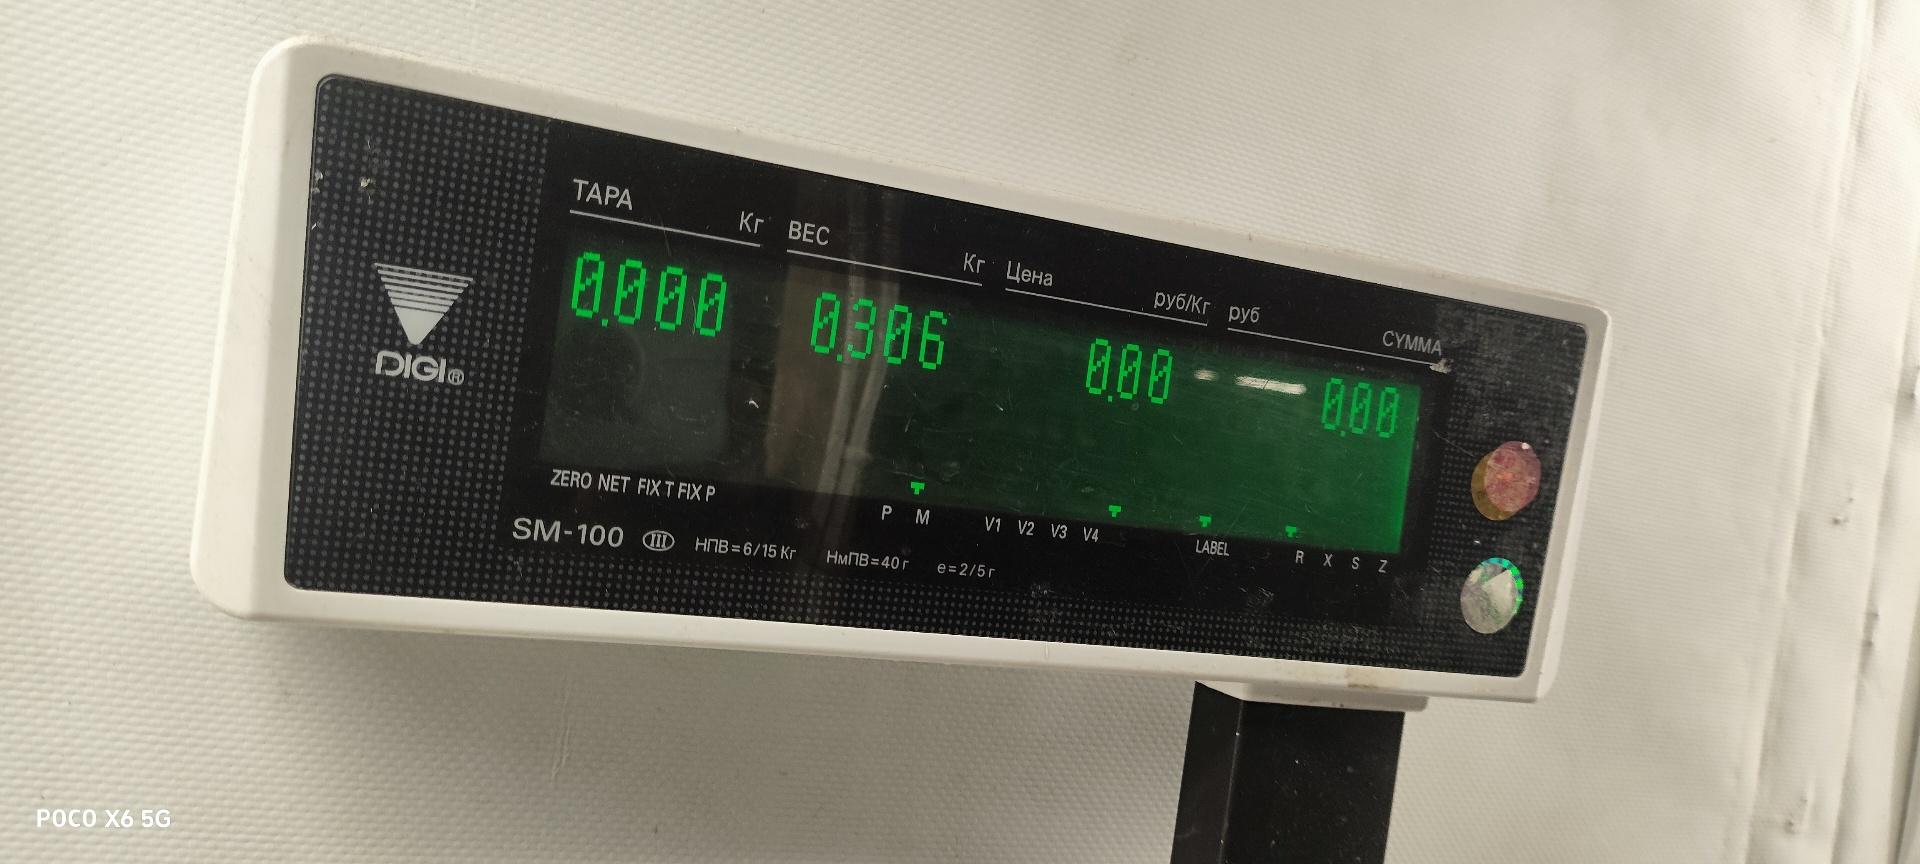 ТАРА Кг ВЕС Кг Цена руб/Кг руб СУММА
0.000 0.306 0.00 0.00
DIGI®
ZERO NET FIX T FIX P P M V1 V2 V3 V4 LABEL R X S Z
SM-100 III НПВ=6/15 Кг НмПВ=40 г e=2/5 г
POCO X6 5G